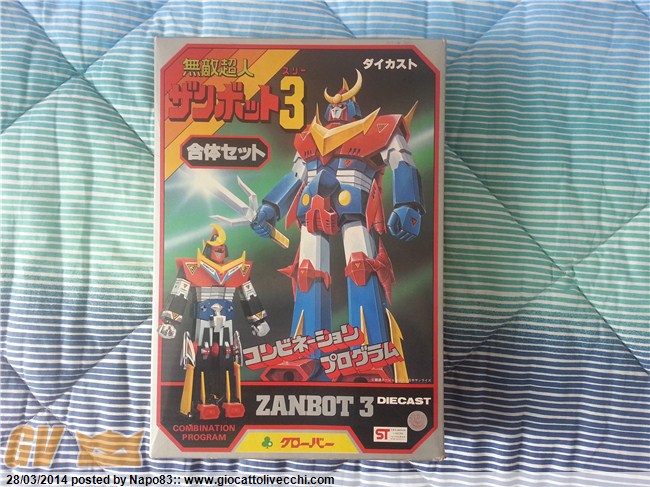 無敵超人
スリー
ザンボット3
ダイカスト
合体セット
コンビネーション
プログラム
ZANBOT 3 DIECAST
COMBINATION
PROGRAM
クローバー
ST
GV
28/03/2014 posted by Napo83:: www.giocattolivecchi.com